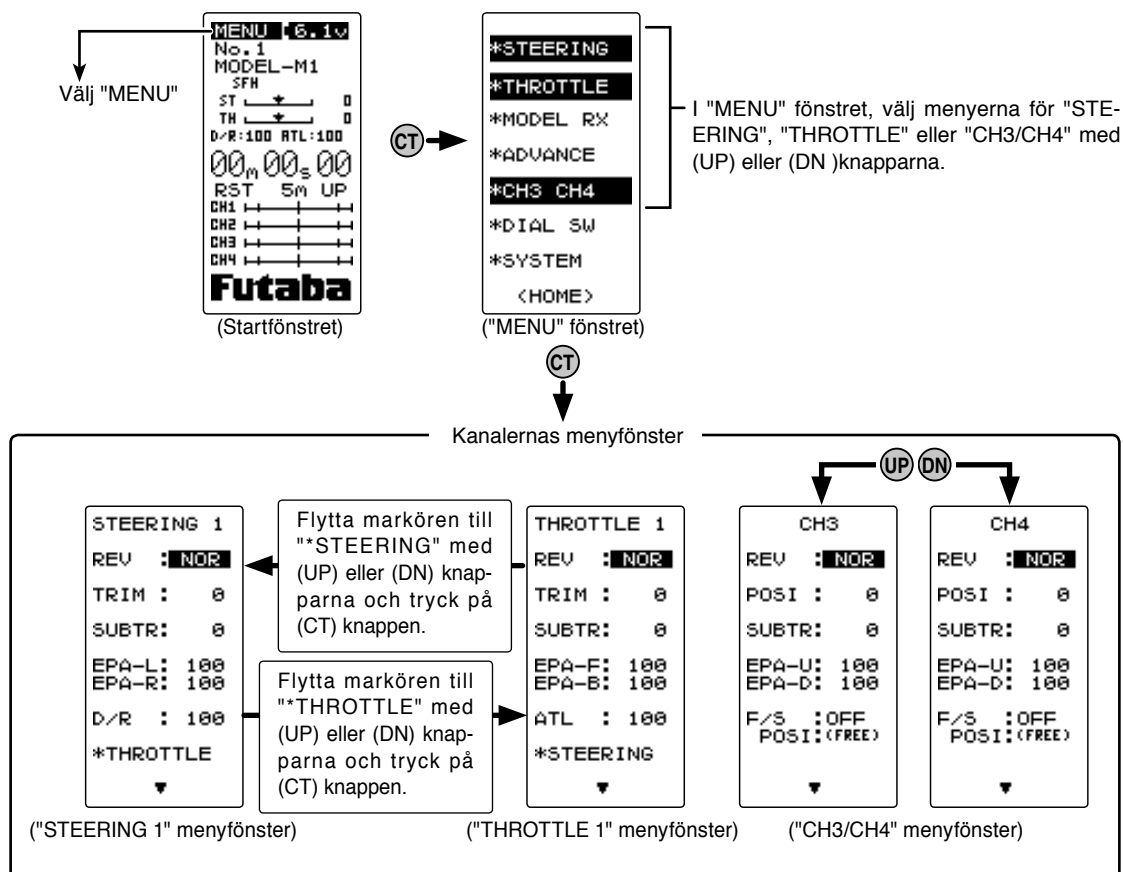 MENU 6.1v
No.1
MODEL-M1
SFH
ST 0
TH 0
D/R:100 ATL:100
00m00s00
RST 5m UP
CH1
CH2
CH3
CH4
Futaba
(Startfönstret)
Välj "MENU"
CT
*STEERING
*THROTTLE
*MODEL RX
*ADVANCE
*CH3 CH4
*DIAL SW
*SYSTEM
<HOME>
("MENU" fönstret)
I "MENU" fönstret, välj menyerna för "STE-
ERING", "THROTTLE" eller "CH3/CH4" med
(UP) eller (DN )knapparna.
CT
Kanalernas menyfönster
STEERING 1
REV : NOR
TRIM : 0
SUBTR: 0
EPA-L: 100
EPA-R: 100
D/R : 100
*THROTTLE
▼
("STEERING 1" menyfönster)
Flytta markören till
"*STEERING" med
(UP) eller (DN) knap-
parna och tryck på
(CT) knappen.
Flytta markören till
"*THROTTLE" med
(UP) eller (DN) knap-
parna och tryck på
(CT) knappen.
THROTTLE 1
REV : NOR
TRIM : 0
SUBTR: 0
EPA-F: 100
EPA-B: 100
ATL : 100
*STEERING
▼
("THROTTLE 1" menyfönster)
UP DN
CH3
REV : NOR
POSI : 0
SUBTR: 0
EPA-U: 100
EPA-D: 100
F/S :OFF
POSI:(FREE)
▼
CH4
REV : NOR
POSI : 0
SUBTR: 0
EPA-U: 100
EPA-D: 100
F/S :OFF
POSI:(FREE)
▼
("CH3/CH4" menyfönster)